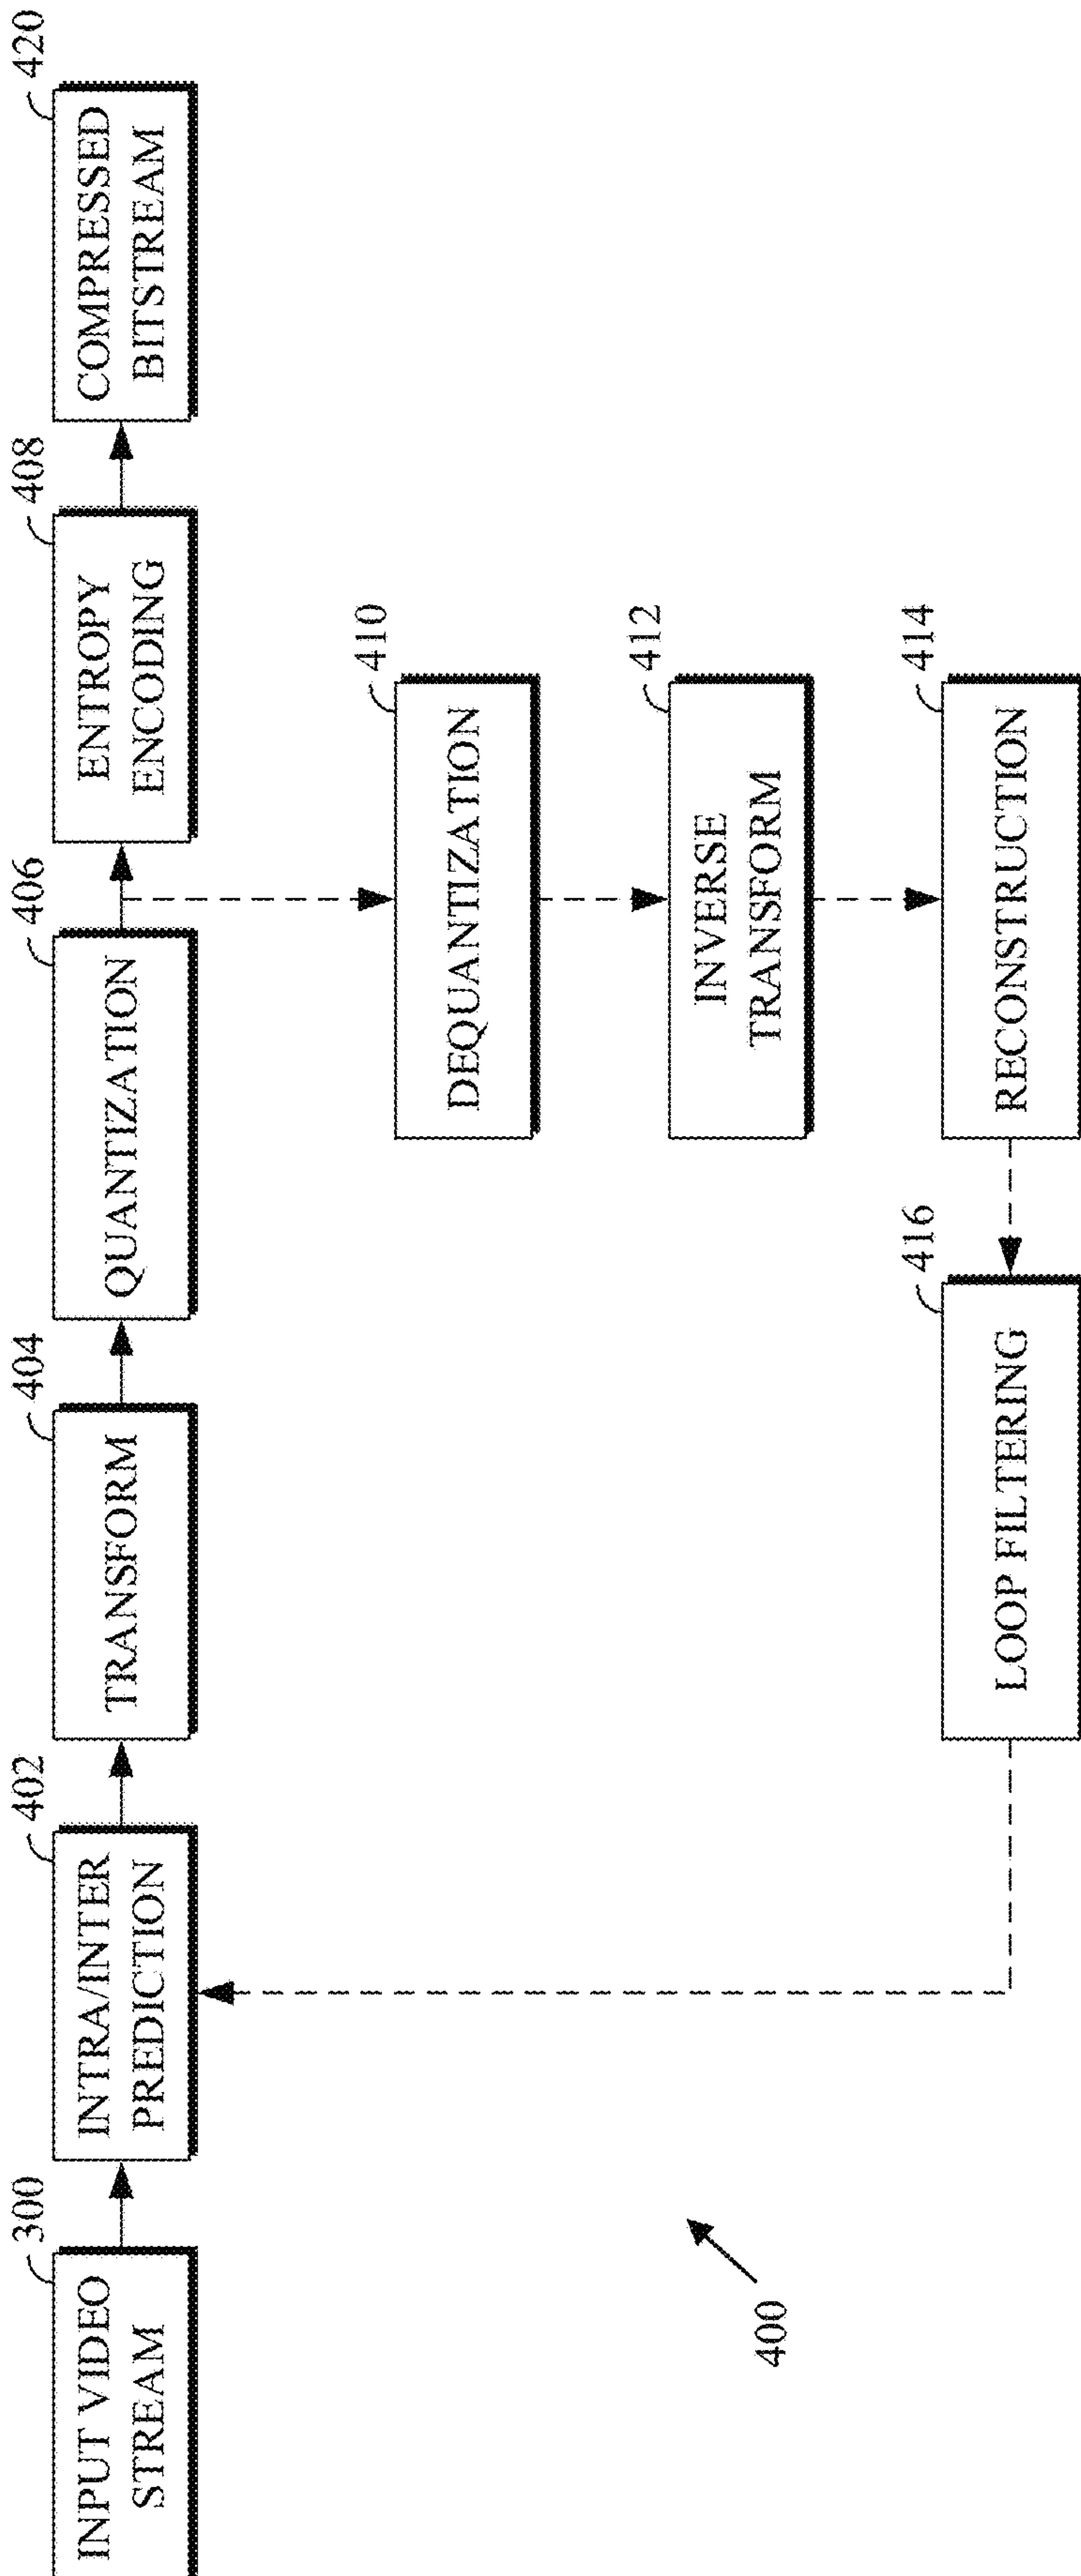 300
INPUT VIDEO
STREAM
402
INTRA/INTER
PREDICTION
404
TRANSFORM
406
QUANTIZATION
408
ENTROPY
ENCODING
420
COMPRESSED
BITSTREAM
410
DEQUANTIZATION
412
INVERSE
TRANSFORM
416
LOOP FILTERING
414
RECONSTRUCTION
400